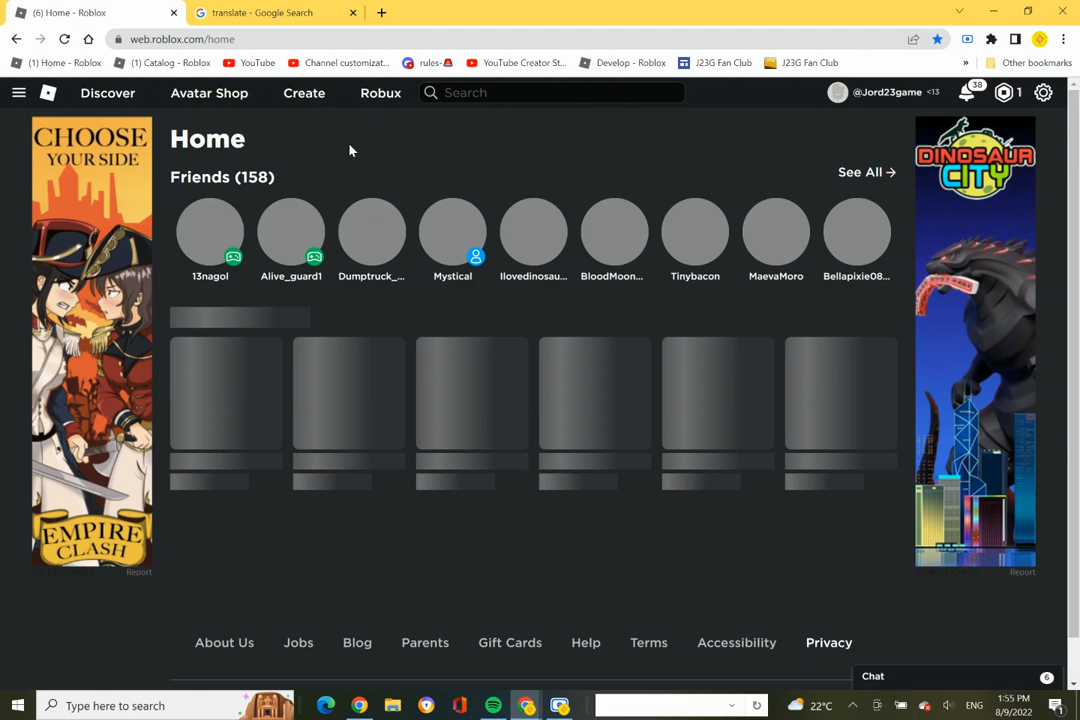 (6) Home - Roblox
translate - Google Search
web.roblox.com/home
(1) Home - Roblox
(1) Catalog - Roblox
YouTube
Channel customizat...
rules-🚨
YouTube Creator St...
Develop - Roblox
J23G Fan Club
J23G Fan Club
»
Other bookmarks
Discover
Avatar Shop
Create
Robux
Search
@Jord23game <13
38
1
CHOOSE
YOUR SIDE
EMPIRE
CLASH
Report
Home
Friends (158)
See All →
13nagol
Alive_guard1
Dumptruck_...
Mystical
Ilovedinosau...
BloodMoon...
Tinybacon
MaevaMoro
Bellapixie08...
DINOSAUR
CITY
Report
About Us
Jobs
Blog
Parents
Gift Cards
Help
Terms
Accessibility
Privacy
Chat
6
Type here to search
22°C
ENG
1:55 PM
8/9/2022
1